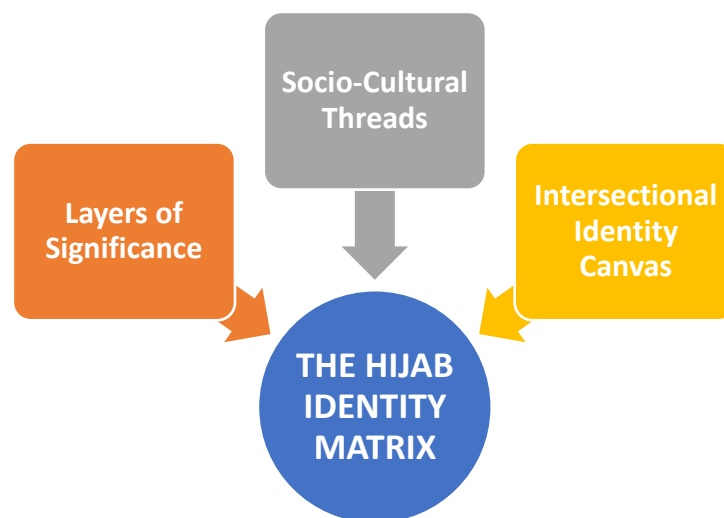 Socio-Cultural
Threads
Layers of
Significance
Intersectional
Identity
Canvas
THE HIJAB
IDENTITY
MATRIX